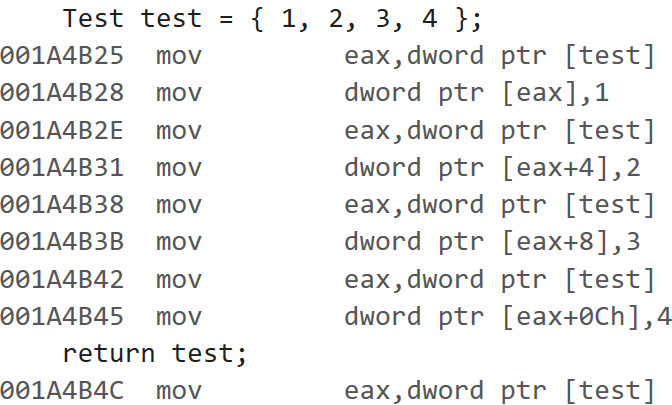 Test test = { 1, 2, 3, 4 };
001A4B25 mov eax,dword ptr [test]
001A4B28 mov dword ptr [eax],1
001A4B2E mov eax,dword ptr [test]
001A4B31 mov dword ptr [eax+4],2
001A4B38 mov eax,dword ptr [test]
001A4B3B mov dword ptr [eax+8],3
001A4B42 mov eax,dword ptr [test]
001A4B45 mov dword ptr [eax+0Ch],4
return test;
001A4B4C mov eax,dword ptr [test]